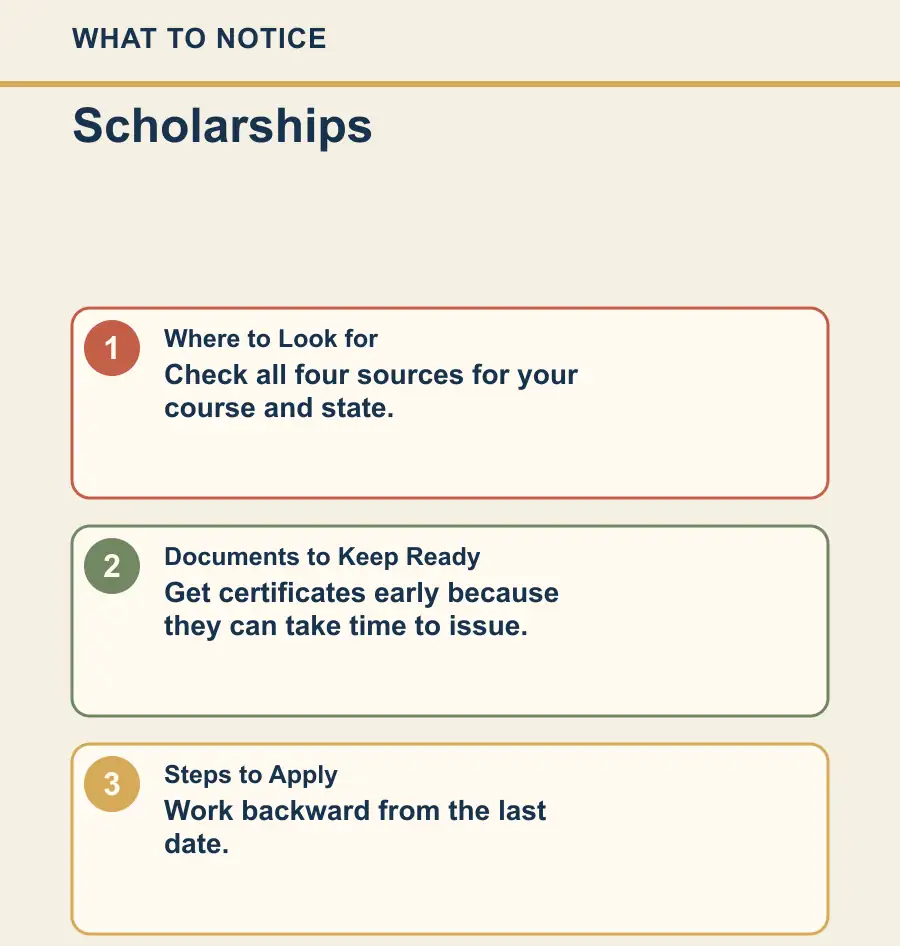 WHAT TO NOTICE
Scholarships
1
Where to Look for
Check all four sources for your
course and state.
2
Documents to Keep Ready
Get certificates early because
they can take time to issue.
3
Steps to Apply
Work backward from the last
date.